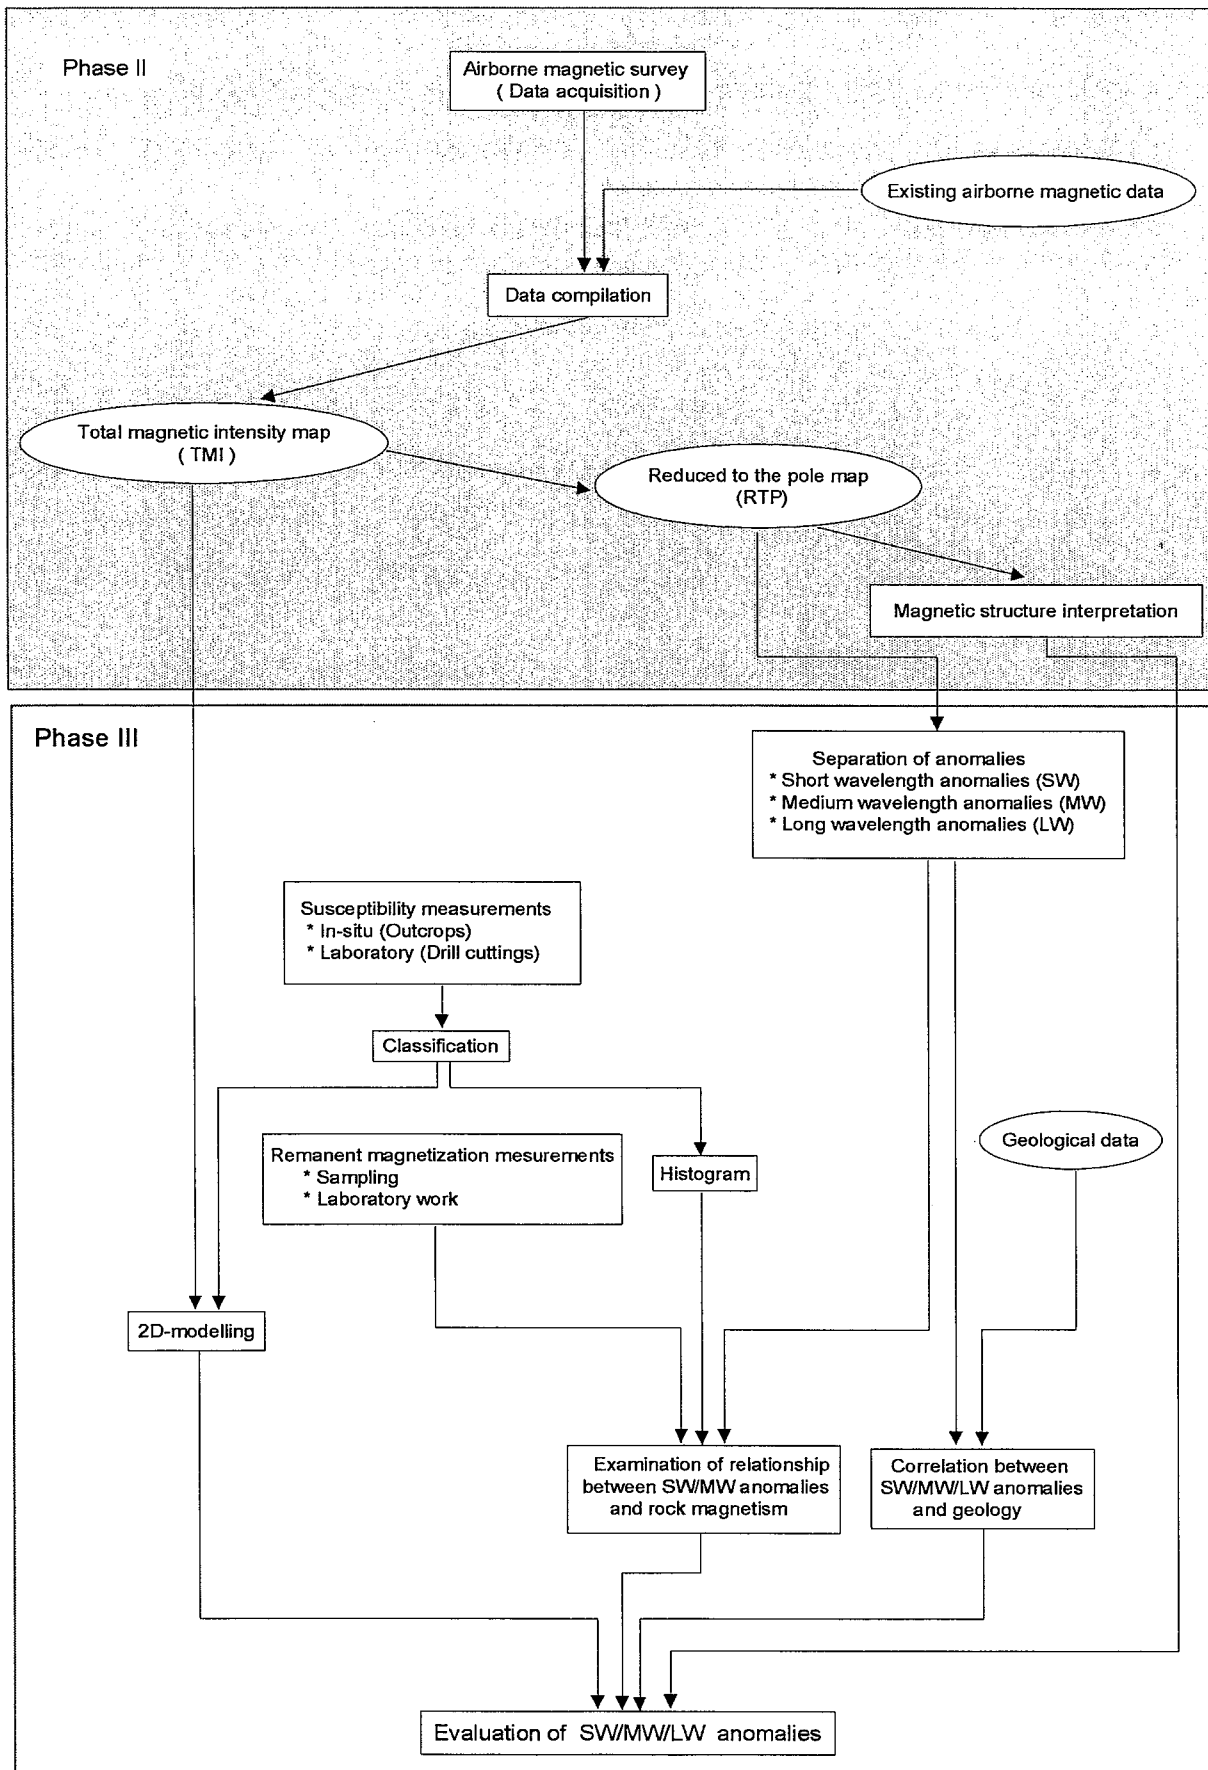 Phase II
Airborne magnetic survey
( Data acquisition )
Existing airborne magnetic data
Data compilation
Total magnetic intensity map
( TMI )
Reduced to the pole map
(RTP)
Magnetic structure interpretation
Phase III
Separation of anomalies
* Short wavelength anomalies (SW)
* Medium wavelength anomalies (MW)
* Long wavelength anomalies (LW)
Susceptibility measurements
* In-situ (Outcrops)
* Laboratory (Drill cuttings)
Classification
Remanent magnetization mesurements
* Sampling
* Laboratory work
Histogram
Geological data
2D-modelling
Examination of relationship
between SW/MW anomalies
and rock magnetism
Correlation between
SW/MW/LW anomalies
and geology
Evaluation of SW/MW/LW anomalies